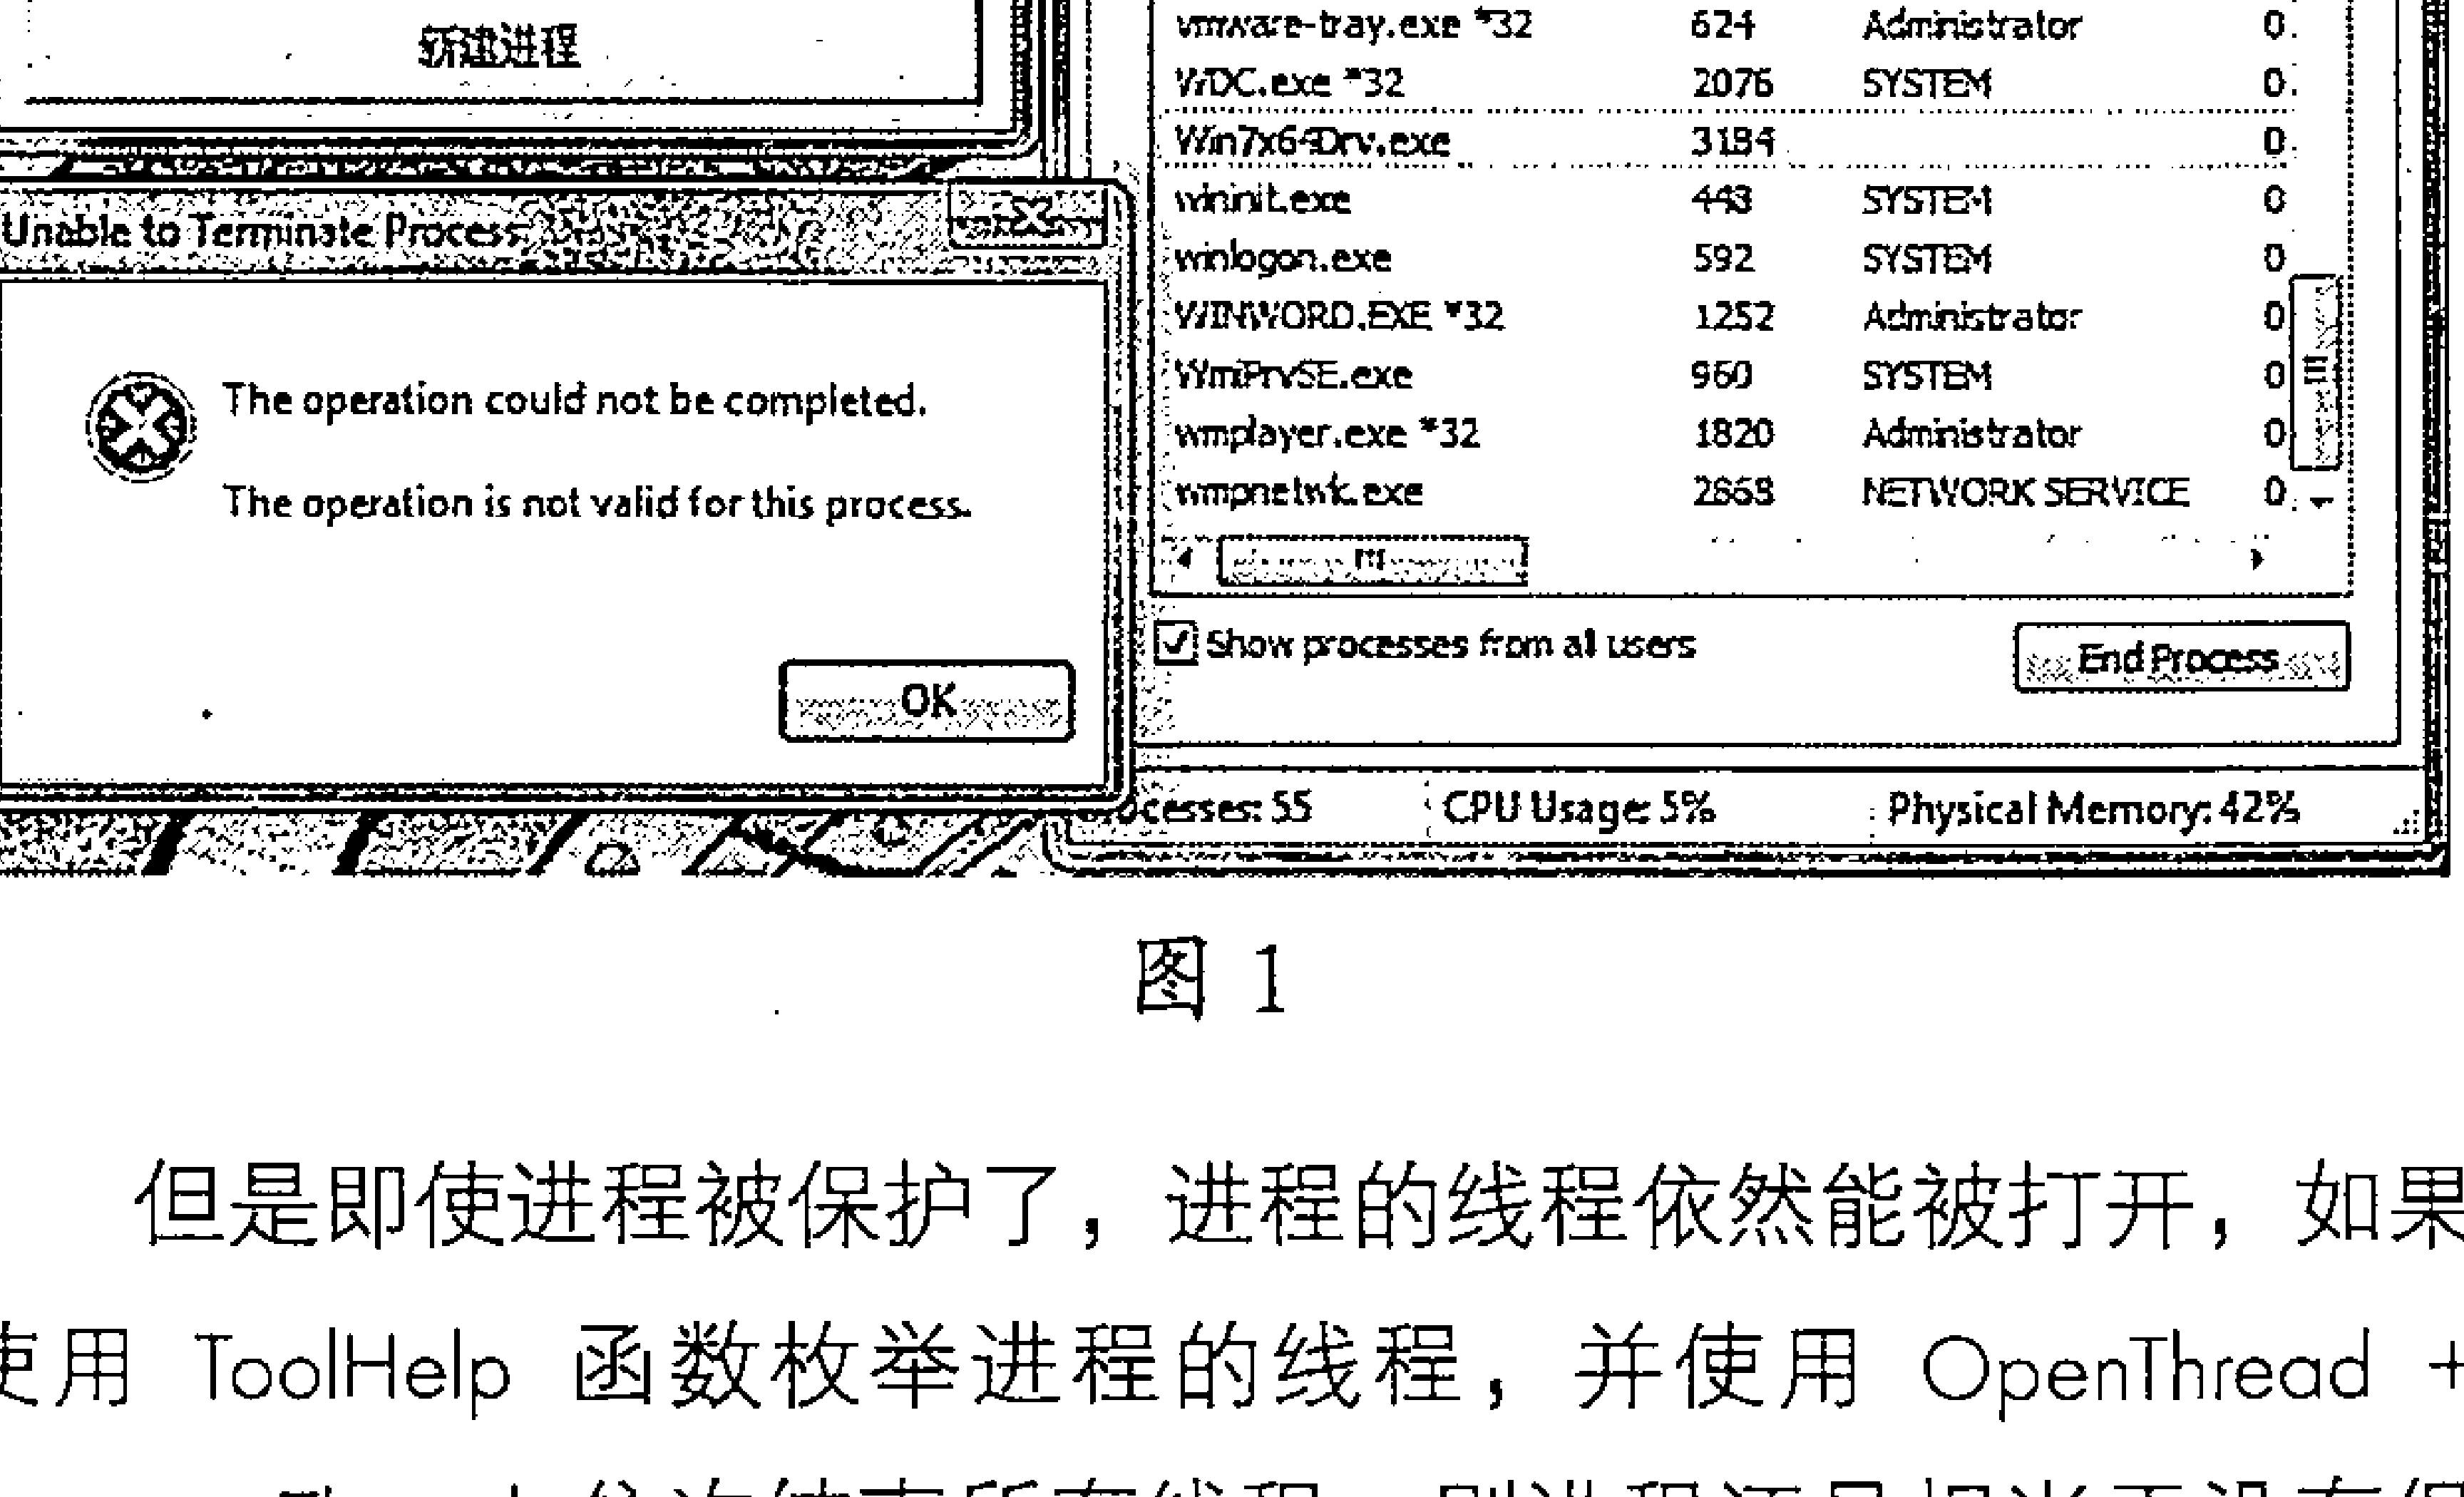 新建进程
Unable to Terminate Process
The operation could not be completed.
The operation is not valid for this process.
OK
vmware-tray.exe *32 624 Administrator 0
WDC.exe *32 2076 SYSTEM 0
Win7x64Drv.exe 3184 0
wininit.exe 448 SYSTEM 0
winlogon.exe 592 SYSTEM 0
WINWORD.EXE *32 1252 Administrator 0
WmiPrvSE.exe 960 SYSTEM 0
wmplayer.exe *32 1820 Administrator 0
wmpnetwk.exe 2668 NETWORK SERVICE 0
Show processes from all users
End Process
ocesses: 55 CPU Usage: 5% Physical Memory: 42%
图 1
但是即使进程被保护了，进程的线程依然能被打开，如果
使用 ToolHelp 函数枚举进程的线程，并使用 OpenThread +